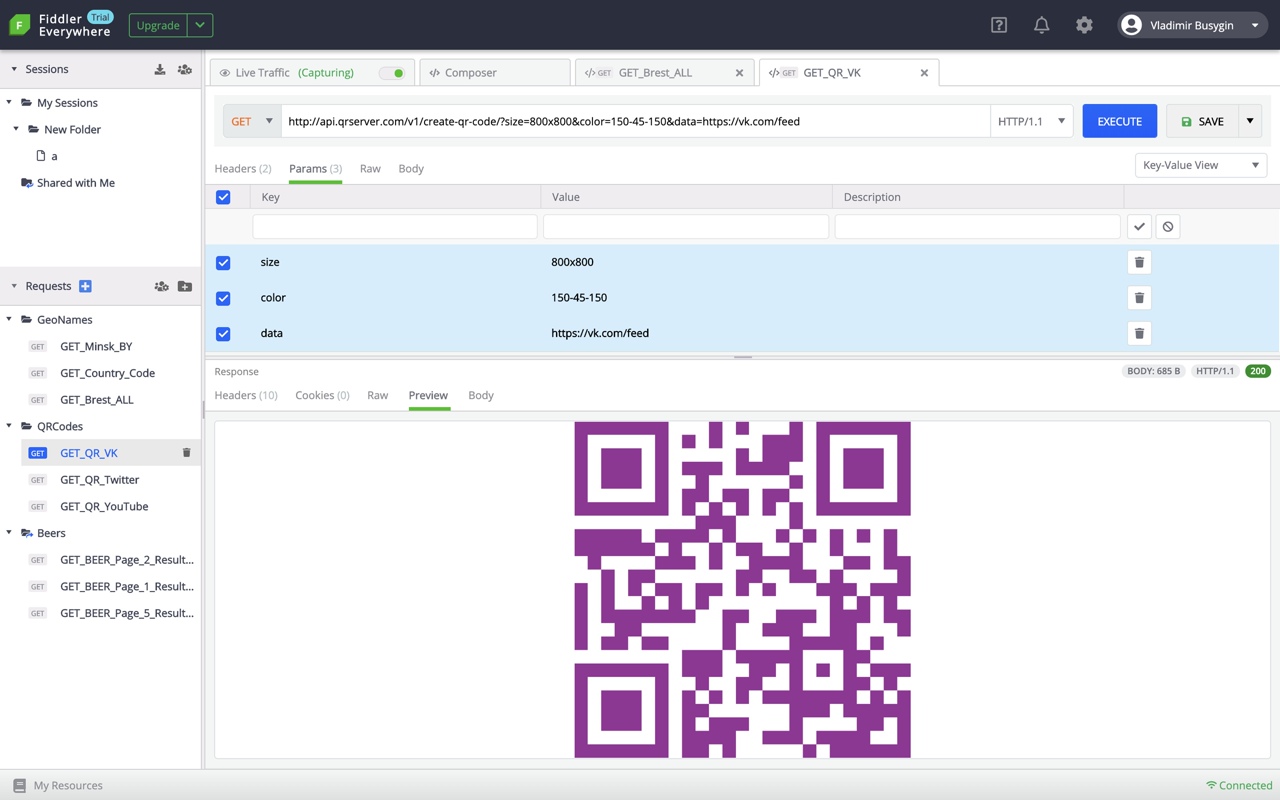 Fiddler Trial
Everywhere
Upgrade
Vladimir Busygin
Sessions
My Sessions
New Folder
a
Shared with Me
Requests
GeoNames
GET GET_Minsk_BY
GET GET_Country_Code
GET GET_Brest_ALL
QRCodes
GET GET_QR_VK
GET GET_QR_Twitter
GET GET_QR_YouTube
Beers
GET GET_BEER_Page_2_Result...
GET GET_BEER_Page_1_Result...
GET GET_BEER_Page_5_Result...
Live Traffic (Capturing)
</> Composer
</> GET GET_Brest_ALL
</> GET GET_QR_VK
GET http://api.qrserver.com/v1/create-qr-code/?size=800x800&color=150-45-150&data=https://vk.com/feed HTTP/1.1 EXECUTE SAVE
Headers (2) Params (3) Raw Body Key-Value View
Key Value Description
size 800x800
color 150-45-150
data https://vk.com/feed
Response BODY: 685 B HTTP/1.1 200
Headers (10) Cookies (0) Raw Preview Body
My Resources Connected